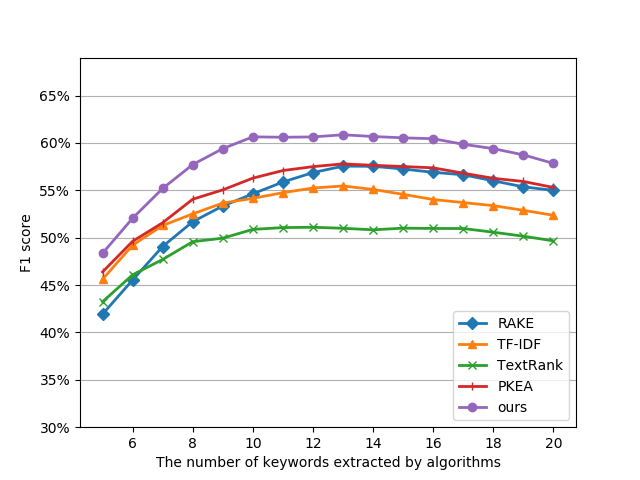 65%
60%
55%
50%
45%
40%
35%
30%
F1 score
6 8 10 12 14 16 18 20
The number of keywords extracted by algorithms
RAKE
TF-IDF
TextRank
PKEA
ours